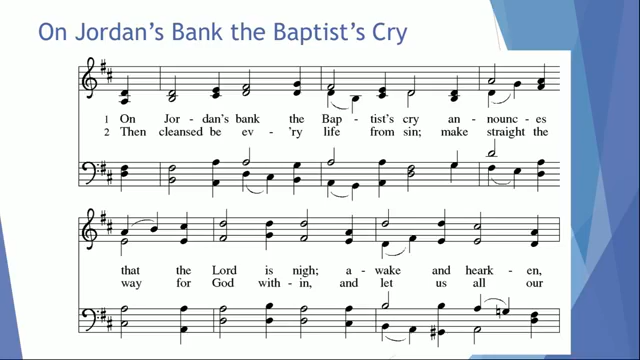 On Jordan's Bank the Baptist's Cry
1 On Jor - dan's bank the Bap - tist's cry an - nounc - es
2 Then cleansed be ev - 'ry life from sin; make straight the
that the Lord is nigh; a - wake and heark - en,
way for God with - in, and let us all our